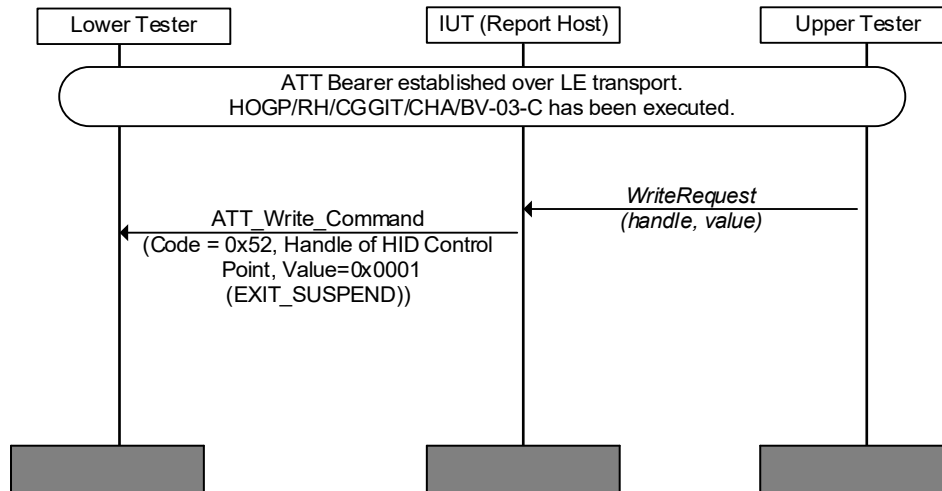 Lower Tester
IUT (Report Host)
Upper Tester
ATT Bearer established over LE transport.
HOGP/RH/CGGIT/CHA/BV-03-C has been executed.
WriteRequest
(handle, value)
ATT_Write_Command
(Code = 0x52, Handle of HID Control
Point, Value=0x0001
(EXIT_SUSPEND))